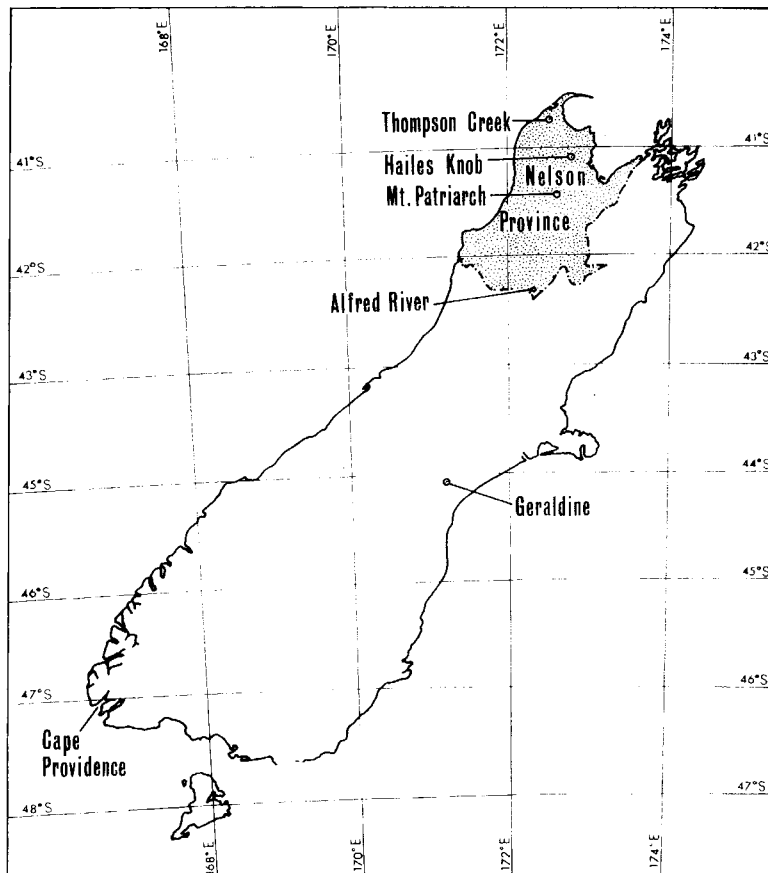 168°E
170°E
172°E
174°E
Thompson Creek
41°S
41°S
Hailes Knob
Nelson
Mt. Patriarch
Province
42°S
42°S
Alfred River
43°S
43°S
44°S
45°S
Geraldine
45°S
46°S
46°S
47°S
Cape
Providence
47°S
48°S
168°E
170°E
172°E
174°E